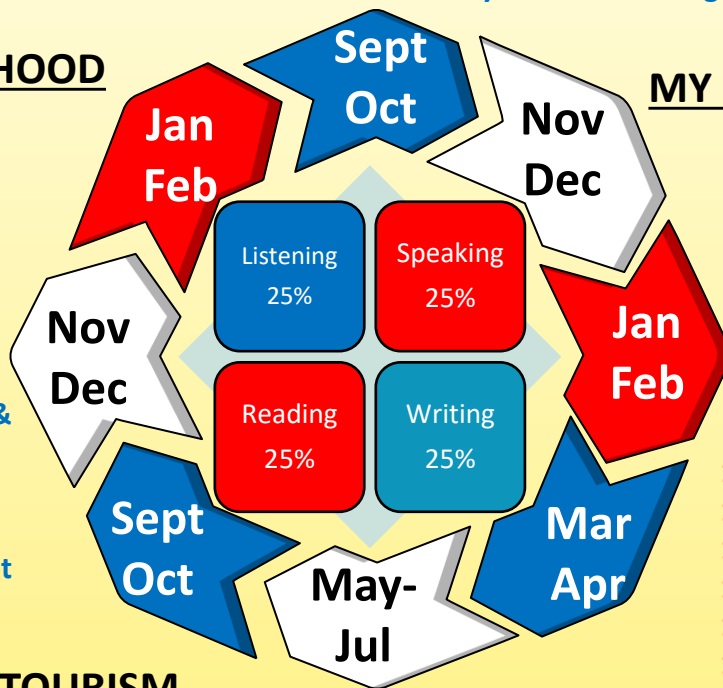 HOOD
MY
Sept
Oct
Nov
Dec
Jan
Feb
Mar
Apr
May-
Jul
Sept
Oct
Nov
Dec
Jan
Feb
Listening
25%
Speaking
25%
Reading
25%
Writing
25%
&
t
TOURISM